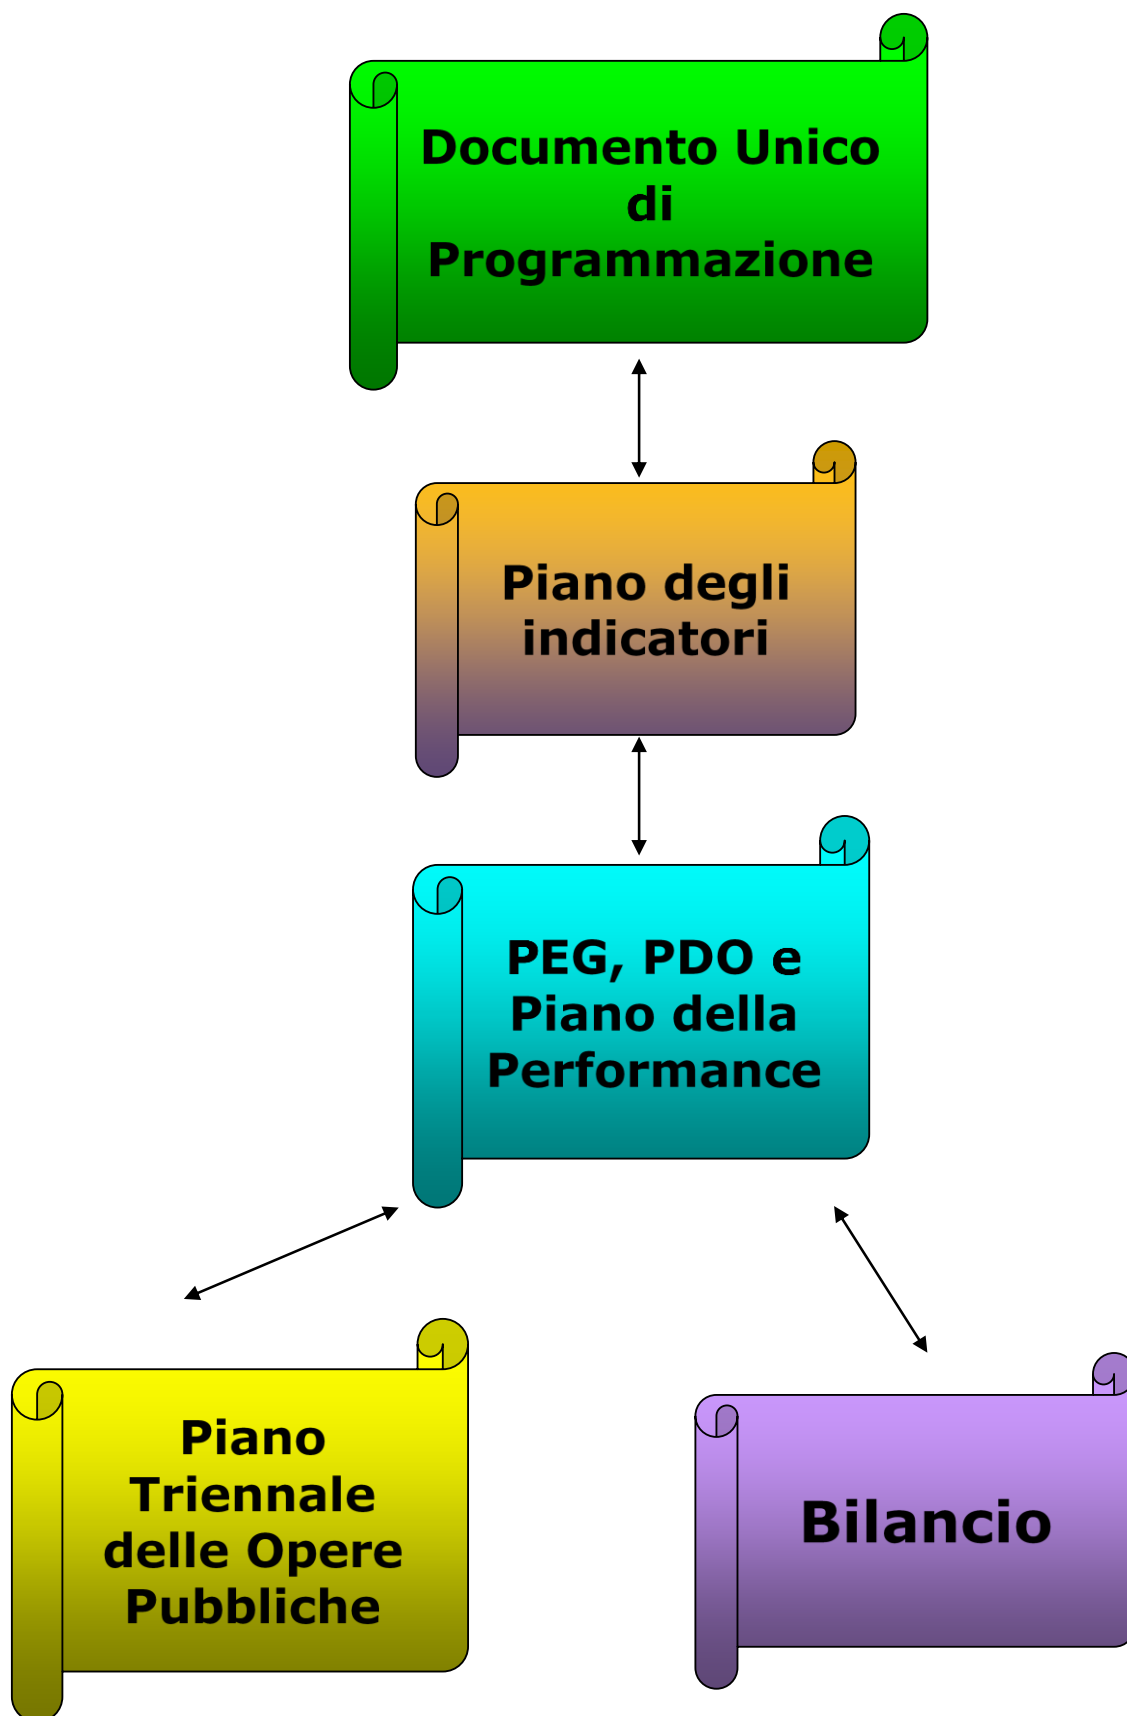 Documento Unico
di
Programmazione
Piano degli
indicatori
PEG, PDO e
Piano della
Performance
Piano
Triennale
delle Opere
Pubbliche
Bilancio